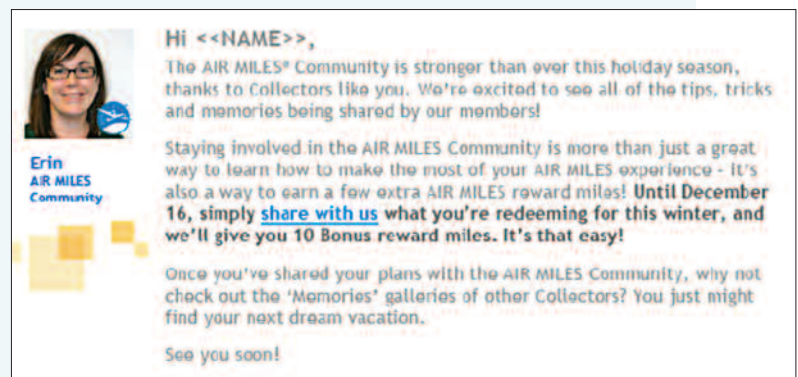 Hi <<NAME>>,
The AIR MILES® Community is stronger than ever this holiday season,
thanks to Collectors like you. We're excited to see all of the tips, tricks
and memories being shared by our members!
Staying involved in the AIR MILES Community is more than just a great
way to learn how to make the most of your AIR MILES experience - it's
also a way to earn a few extra AIR MILES reward miles! Until December
16, simply share with us what you're redeeming for this winter, and
we'll give you 10 Bonus reward miles. It's that easy!
Once you've shared your plans with the AIR MILES Community, why not
check out the 'Memories' galleries of other Collectors? You just might
find your next dream vacation.
See you soon!
Erin
AIR MILES
Community